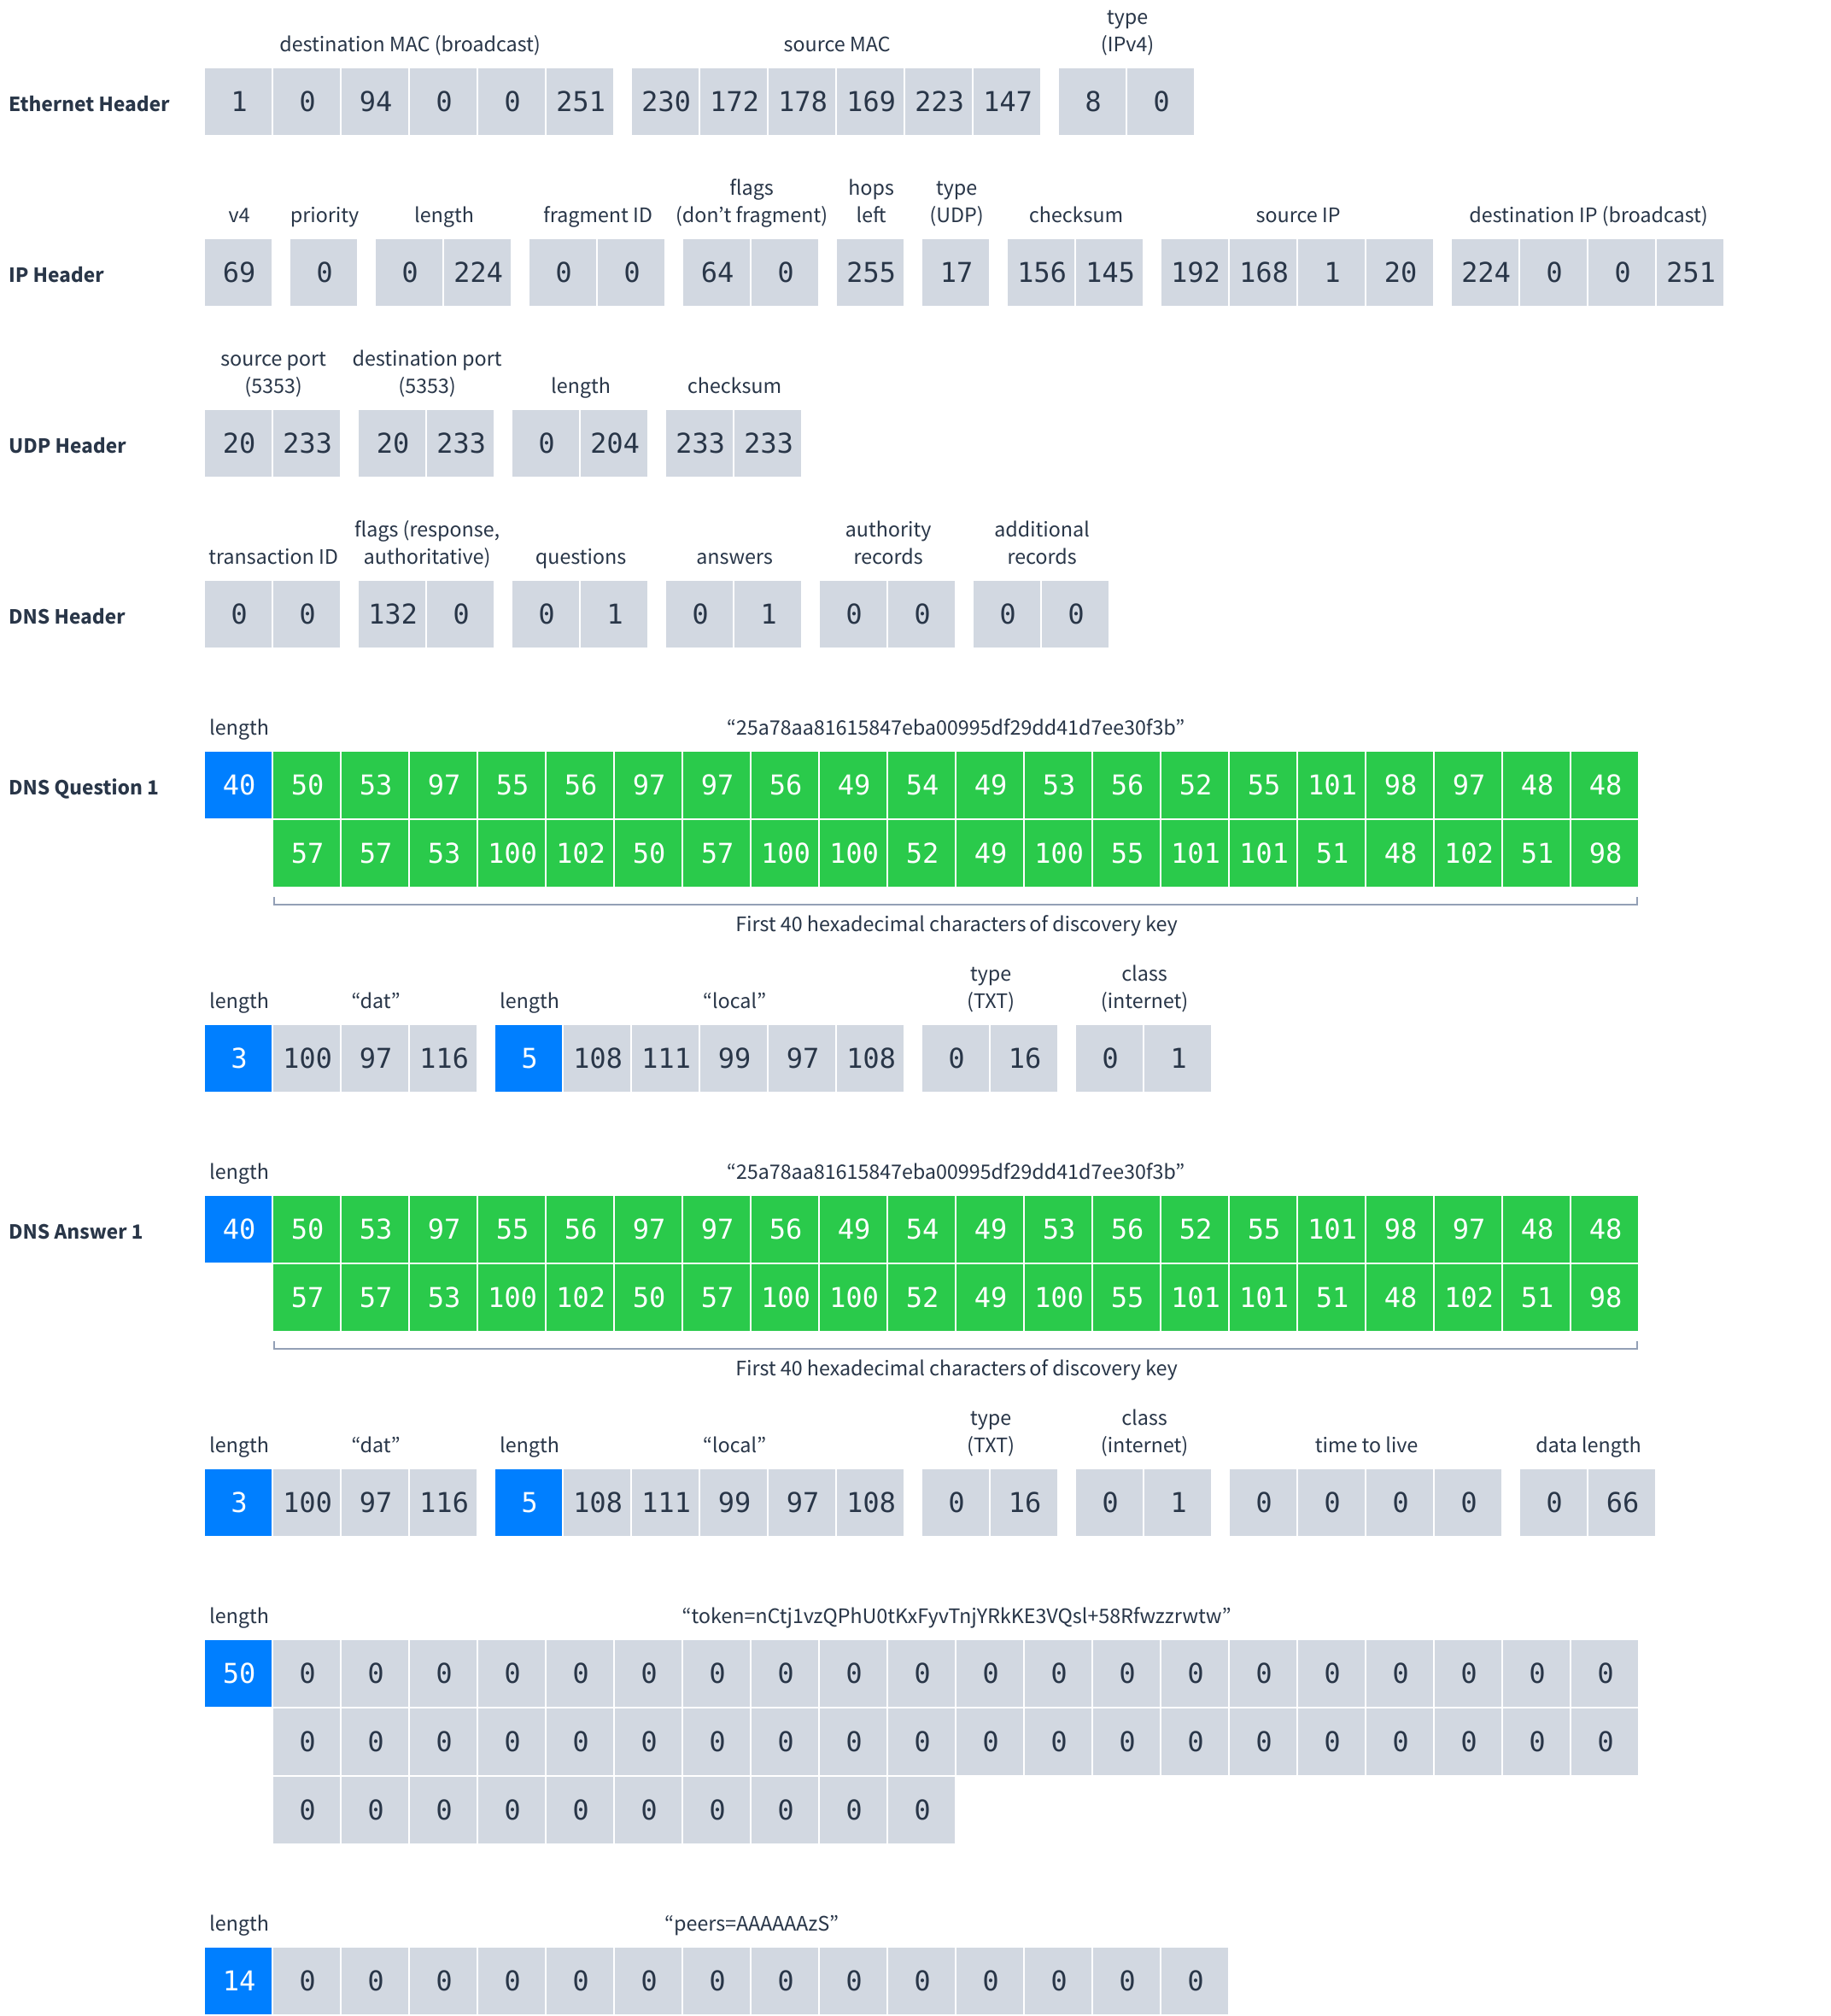 destination MAC (broadcast) source MAC type (IPv4)
Ethernet Header 1 0 94 0 0 251 230 172 178 169 223 147 8 0
v4 priority length fragment ID flags (don’t fragment) hops left type (UDP) checksum source IP destination IP (broadcast)
IP Header 69 0 0 224 0 0 64 0 255 17 156 145 192 168 1 20 224 0 0 251
source port (5353) destination port (5353) length checksum
UDP Header 20 233 20 233 0 204 233 233
transaction ID flags (response, authoritative) questions answers authority records additional records
DNS Header 0 0 132 0 0 1 0 1 0 0 0 0
length “25a78aa81615847eba00995df29dd41d7ee30f3b”
DNS Question 1 40 50 53 97 55 56 97 97 56 49 54 49 53 56 52 55 101 98 97 48 48
57 57 53 100 102 50 57 100 100 52 49 100 55 101 101 51 48 102 51 98
First 40 hexadecimal characters of discovery key
length “dat” length “local” type (TXT) class (internet)
3 100 97 116 5 108 111 99 97 108 0 16 0 1
length “25a78aa81615847eba00995df29dd41d7ee30f3b”
DNS Answer 1 40 50 53 97 55 56 97 97 56 49 54 49 53 56 52 55 101 98 97 48 48
57 57 53 100 102 50 57 100 100 52 49 100 55 101 101 51 48 102 51 98
First 40 hexadecimal characters of discovery key
length “dat” length “local” type (TXT) class (internet) time to live data length
3 100 97 116 5 108 111 99 97 108 0 16 0 1 0 0 0 0 0 66
length “token=nCtj1vzQPhU0tKxFyvTnjYRkKE3VQsl+58Rfwzzrwtw”
50 0 0 0 0 0 0 0 0 0 0 0 0 0 0 0 0 0 0 0 0
0 0 0 0 0 0 0 0 0 0 0 0 0 0 0 0 0 0 0 0
0 0 0 0 0 0 0 0 0 0
length “peers=AAAAAAzS”
14 0 0 0 0 0 0 0 0 0 0 0 0 0 0